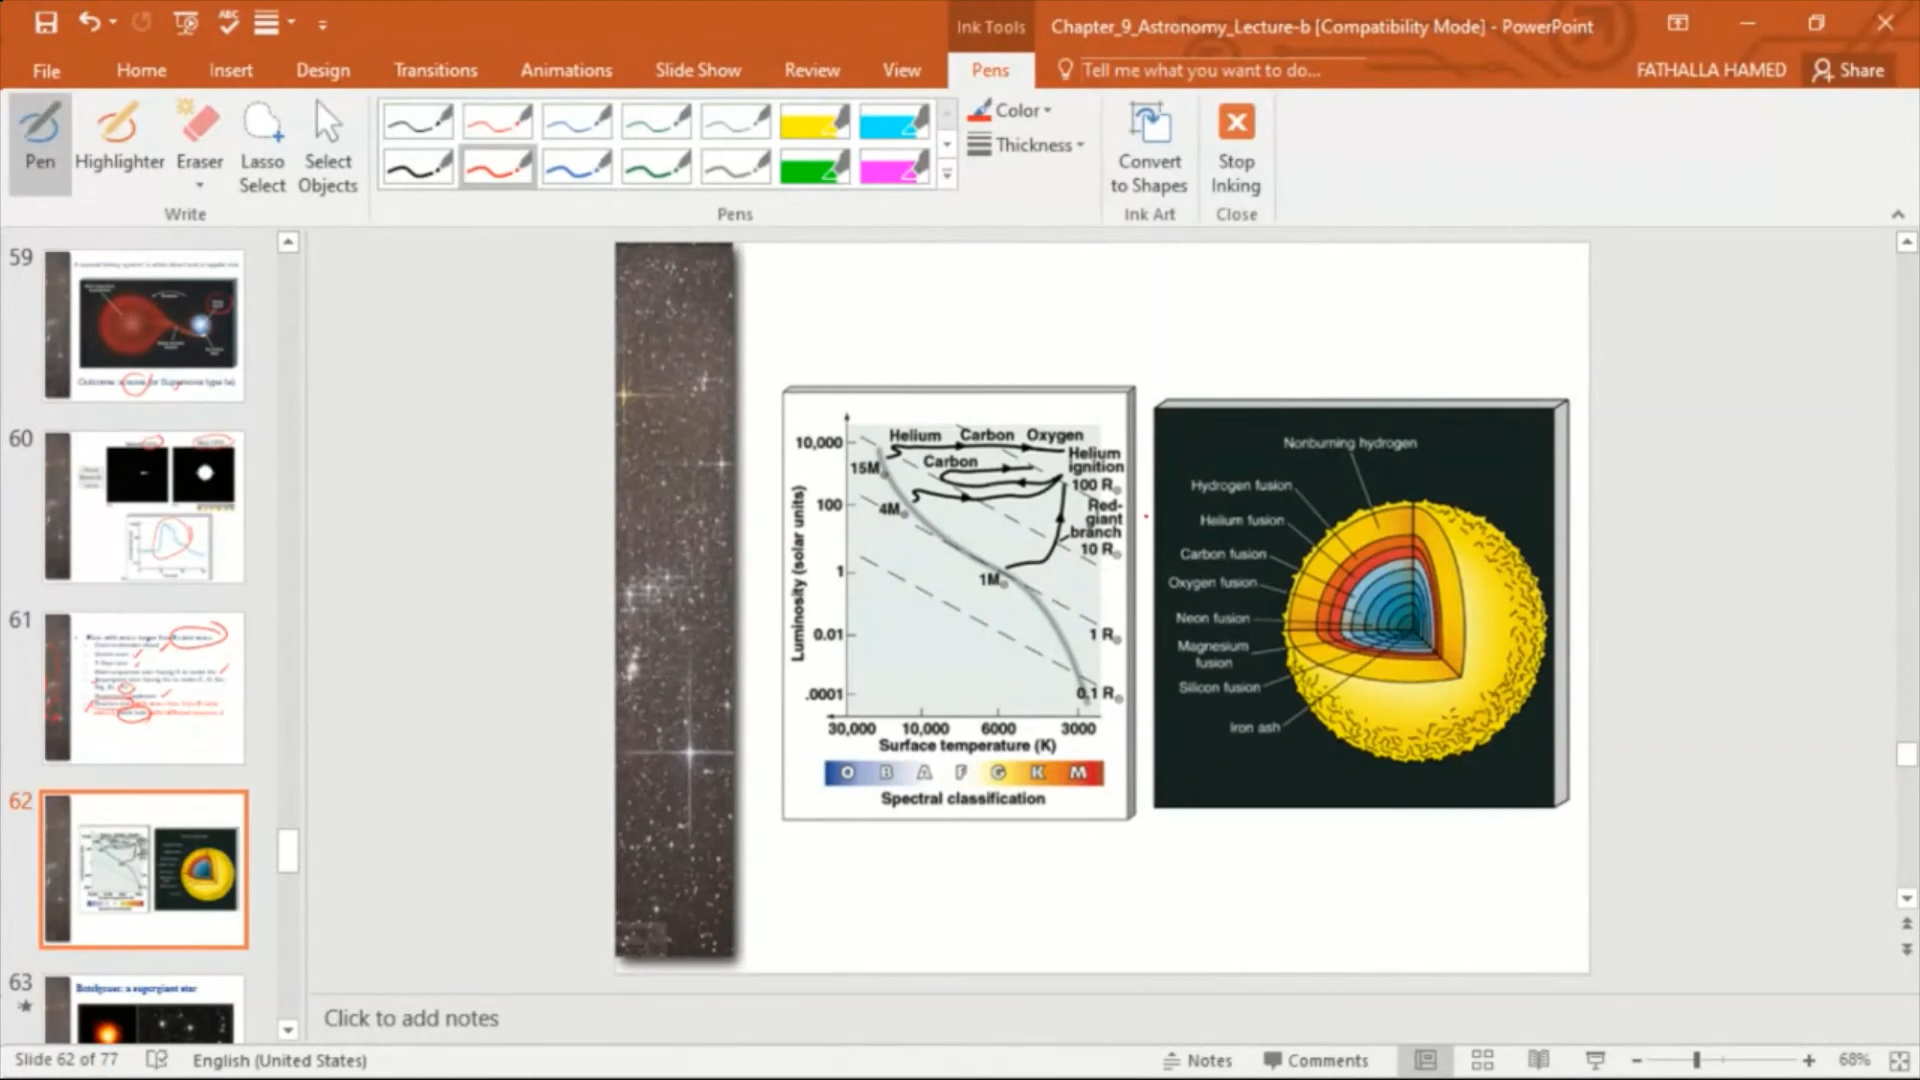 ABC
Ink Tools
Chapter_9_Astronomy_Lecture-b [Compatibility Mode] - PowerPoint
File
Home
Insert
Design
Transitions
Animations
Slide Show
Review
View
Pens
Tell me what you want to do...
FATHALLA HAMED
Share
Pen
Highlighter
Eraser
Lasso
Select
Select
Objects
Write
Color
Thickness
Pens
Convert
to Shapes
Ink Art
Stop
Inking
Close
59
60
61
62
63
Betelgeuse: a supergiant star
10,000
100
1
0.01
.0001
Luminosity (solar units)
Helium Carbon Oxygen
Carbon
Helium
ignition
15M⊙
100 R⊙
4M⊙
Red-
giant
branch
10 R⊙
1M⊙
1 R⊙
0.1 R⊙
30,000 10,000 6000 3000
Surface temperature (K)
O B A F G K M
Spectral classification
Nonburning hydrogen
Hydrogen fusion
Helium fusion
Carbon fusion
Oxygen fusion
Neon fusion
Magnesium
fusion
Silicon fusion
Iron ash
Click to add notes
Slide 62 of 77
English (United States)
Notes
Comments
68%